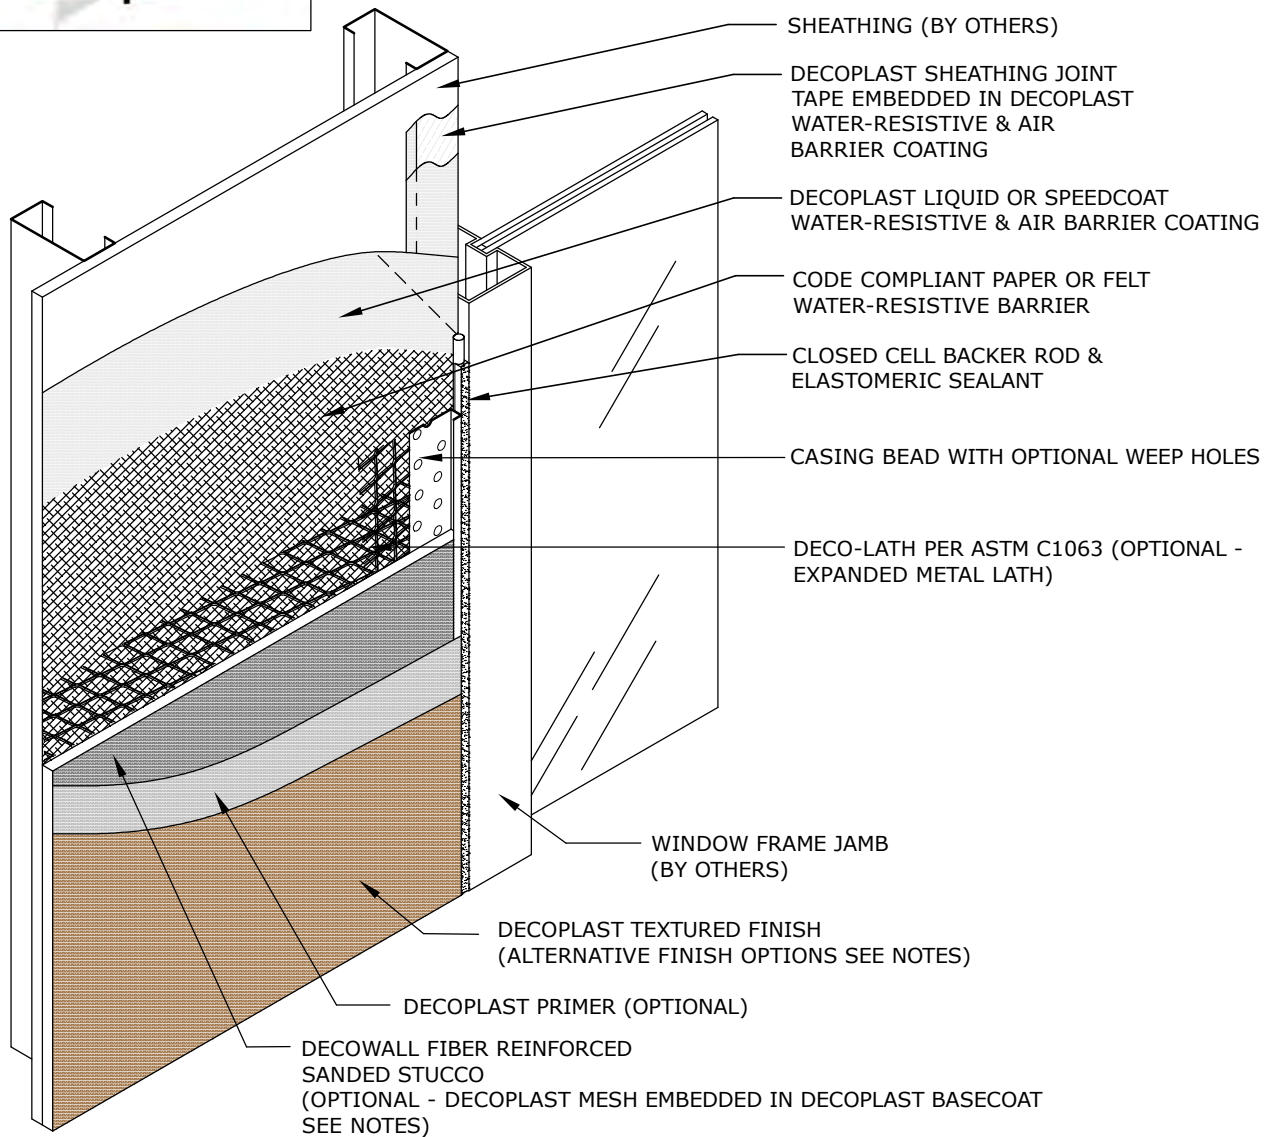 SHEATHING (BY OTHERS)
DECOPLAST SHEATHING JOINT
TAPE EMBEDDED IN DECOPLAST
WATER-RESISTIVE & AIR
BARRIER COATING
DECOPLAST LIQUID OR SPEEDCOAT
WATER-RESISTIVE & AIR BARRIER COATING
CODE COMPLIANT PAPER OR FELT
WATER-RESISTIVE BARRIER
CLOSED CELL BACKER ROD &
ELASTOMERIC SEALANT
CASING BEAD WITH OPTIONAL WEEP HOLES
DECO-LATH PER ASTM C1063 (OPTIONAL -
EXPANDED METAL LATH)
WINDOW FRAME JAMB
(BY OTHERS)
DECOPLAST TEXTURED FINISH
(ALTERNATIVE FINISH OPTIONS SEE NOTES)
DECOPLAST PRIMER (OPTIONAL)
DECOWALL FIBER REINFORCED
SANDED STUCCO
(OPTIONAL - DECOPLAST MESH EMBEDDED IN DECOPLAST BASECOAT
SEE NOTES)